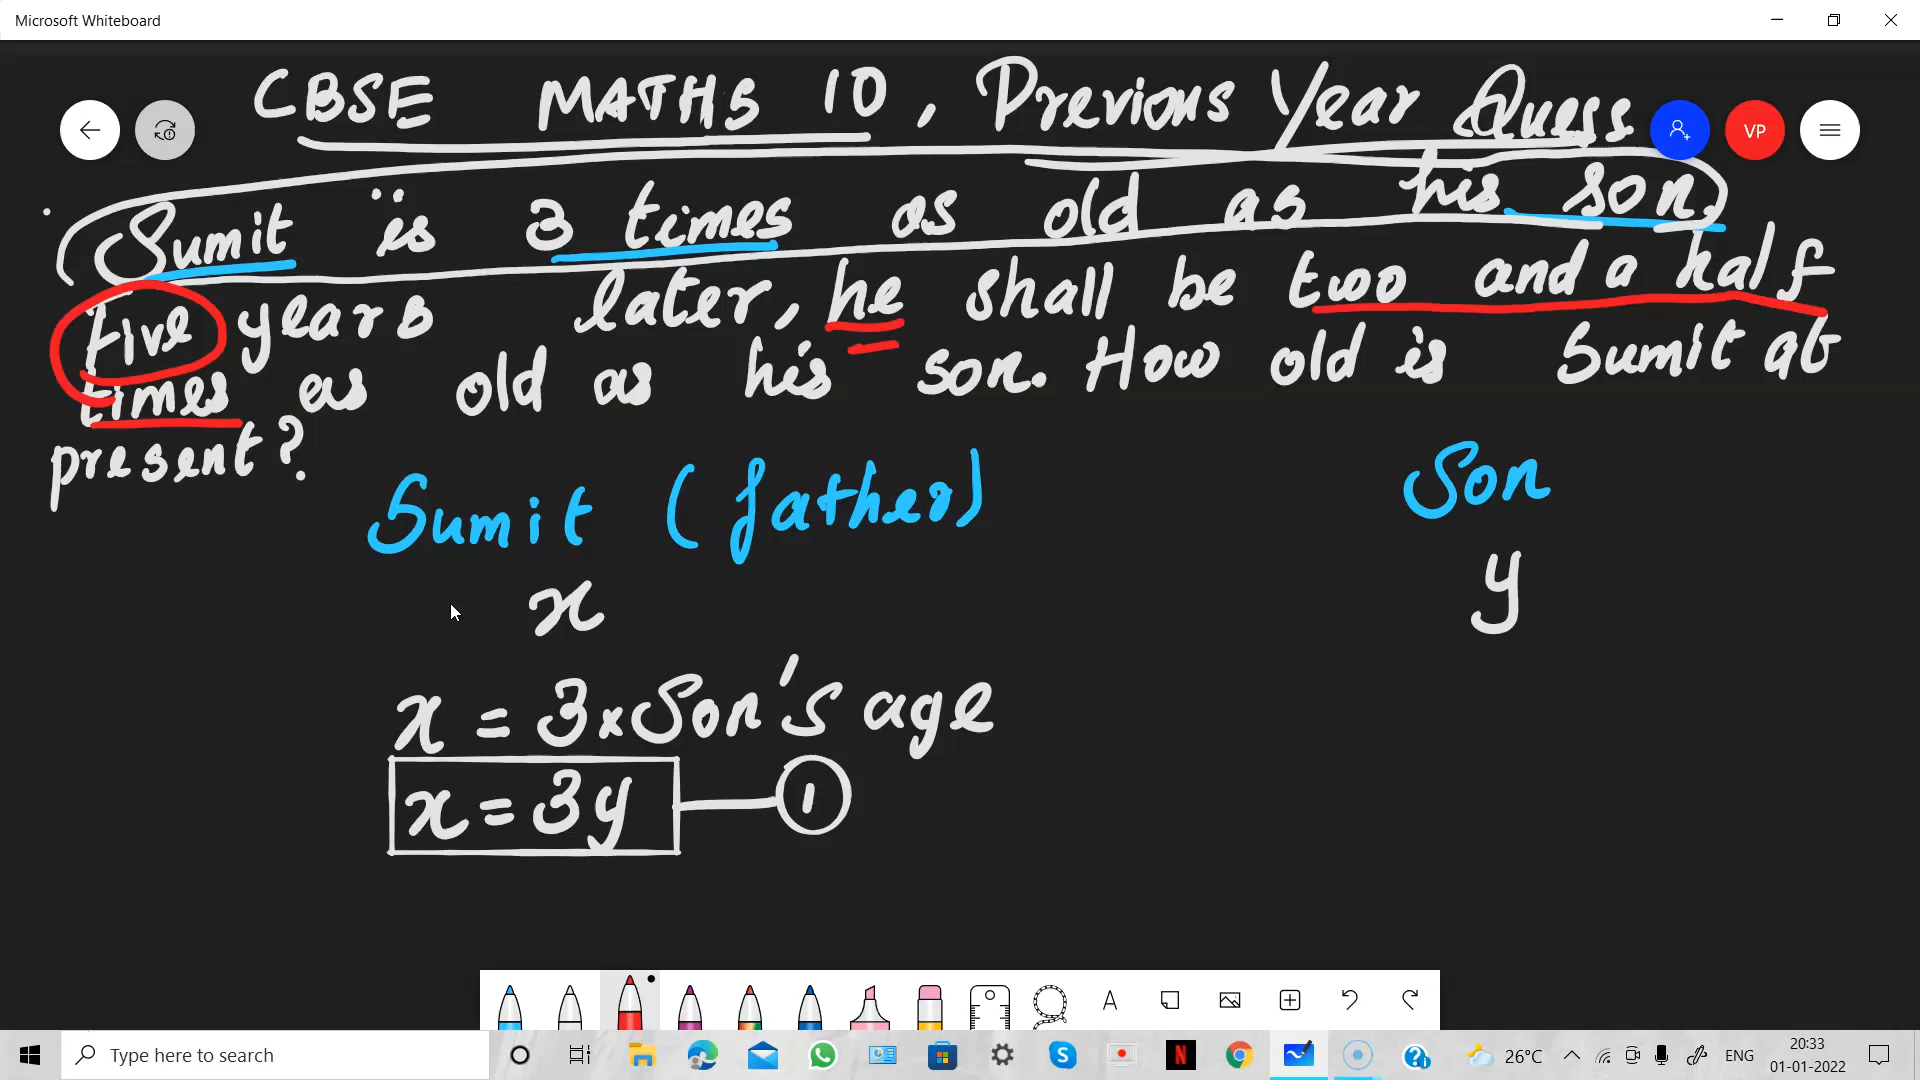 Microsoft Whiteboard
CBSE MATHS 10, Previous Year Quess
VP
Sumit is 3 times as old as his son.
Five years later, he shall be two and a half
times as old as his son. How old is Sumit at
present?
Sumit (father) Son
x y
x = 3 x Son's age
x = 3y 1
A
Type here to search
26°C
ENG
20:33
01-01-2022